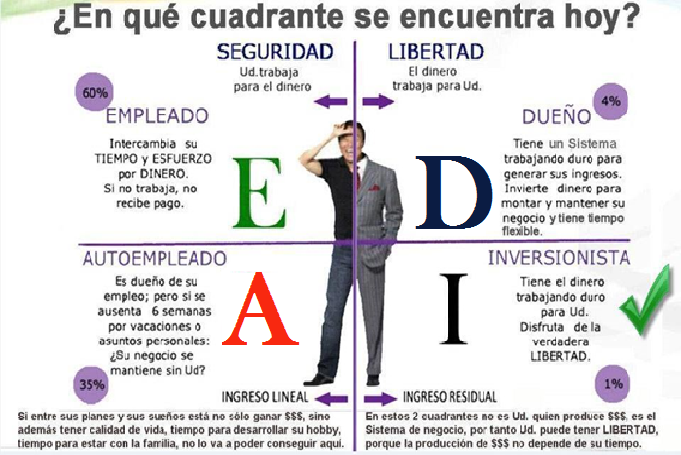 ¿En qué cuadrante se encuentra hoy?
SEGURIDAD
Ud.trabaja
para el dinero
LIBERTAD
El dinero
trabaja para Ud.
60%
EMPLEADO
Intercambia su
TIEMPO y ESFUERZO
por DINERO.
Si no trabaja, no
recibe pago.
E
4%
DUEÑO
Tiene un Sistema
trabajando duro para
generar sus ingresos.
Invierte dinero para
montar y mantener su
negocio y tiene tiempo
flexible.
D
AUTOEMPLEADO
Es dueño de su
empleo; pero si se
ausenta 6 semanas
por vacaciones o
asuntos personales:
¿Su negocio se
mantiene sin Ud?
35%
A
INVERSIONISTA
Tiene el dinero
trabajando duro
para Ud.
Disfruta de la
verdadera
LIBERTAD.
1%
I
INGRESO LINEAL
INGRESO RESIDUAL
Si entre sus planes y sus sueños está no sólo ganar $$$, sino
además tener calidad de vida, tiempo para desarrollar su hobby,
tiempo para estar con la familia, no lo va a poder conseguir aquí.
En estos 2 cuadrantes no es Ud. quien produce $$$, es el
Sistema de negocio, por tanto Ud. puede tener LIBERTAD,
porque la producción de $$$ no depende de su tiempo.